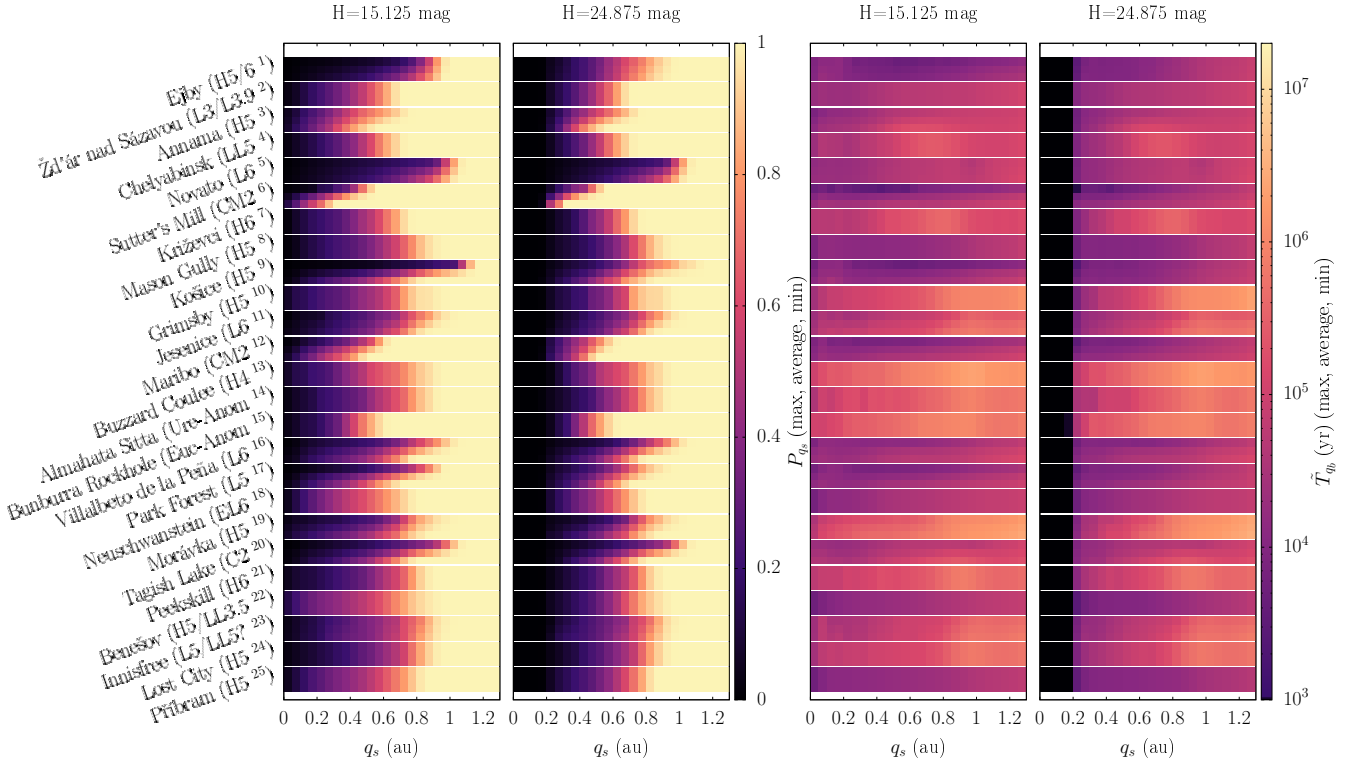 H=15.125 mag
H=24.875 mag
H=15.125 mag
H=24.875 mag
Ejby (H5/6 1)
Žd'ár nad Sázavou (L3/L3.9 2)
Annama (H5 3)
Chelyabinsk (LL5 4)
Novato (L6 5)
Sutter's Mill (CM2 6)
Križevci (H6 7)
Mason Gully (H5 8)
Košice (H5 9)
Grimsby (H5 10)
Jesenice (L6 11)
Maribo (CM2 12)
Buzzard Coulee (H4 13)
Almahata Sitta (Ure-Anom 14)
Bunburra Rockhole (Euc-Anom 15)
Villalbeto de la Peña (L6 16)
Park Forest (L5 17)
Neuschwanstein (EL6 18)
Morávka (H5 19)
Tagish Lake (C2 20)
Peekskill (H6 21)
Benešov (H5/LL3.5 22)
Innisfree (L5/LL5? 23)
Lost City (H5 24)
Příbram (H5 25)
0 0.2 0.4 0.6 0.8 1 1.2
q_s (au)
0 0.2 0.4 0.6 0.8 1 1.2
q_s (au)
1
0.8
0.6
0.4
0.2
0
P_{q_s} (max, average, min)
0 0.2 0.4 0.6 0.8 1 1.2
q_s (au)
0 0.2 0.4 0.6 0.8 1 1.2
q_s (au)
10^7
10^6
10^5
10^4
10^3
T̃_{q_b} (yr) (max, average, min)